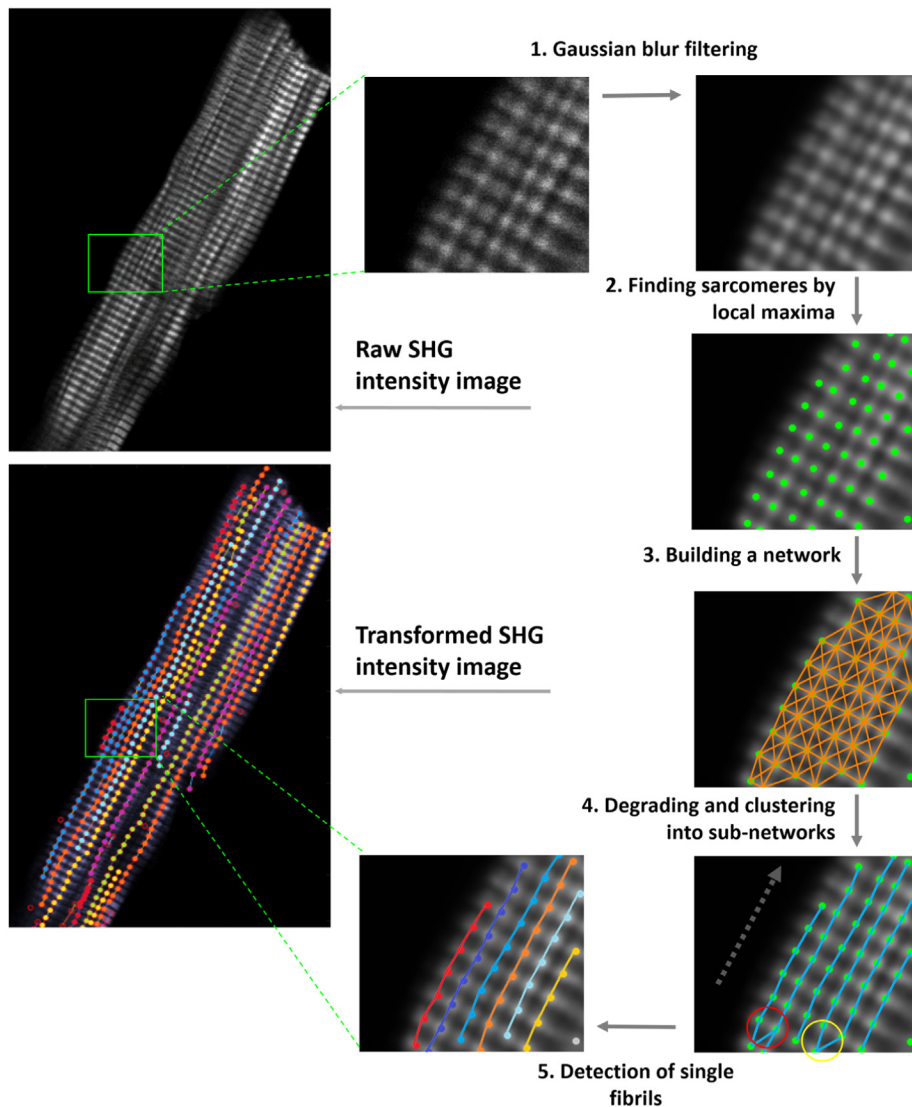 1. Gaussian blur filtering
2. Finding sarcomeres by
local maxima
Raw SHG
intensity image
3. Building a network
Transformed SHG
intensity image
4. Degrading and clustering
into sub-networks
5. Detection of single
fibrils